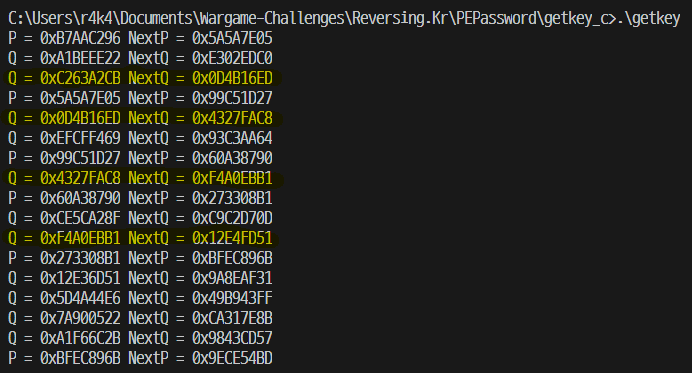 C:\Users\r4k4\Documents\Wargame-Challenges\Reversing.Kr\PEPassword\getkey_c>.\getkey
P = 0xB7AAC296 NextP = 0x5A5A7E05
Q = 0xA1BEEE22 NextQ = 0xE302EDC0
Q = 0xC263A2CB NextQ = 0x0D4B16ED
P = 0x5A5A7E05 NextP = 0x99C51D27
Q = 0x0D4B16ED NextQ = 0x4327FAC8
Q = 0xEFCFF469 NextQ = 0x93C3AA64
P = 0x99C51D27 NextP = 0x60A38790
Q = 0x4327FAC8 NextQ = 0xF4A0EBB1
P = 0x60A38790 NextP = 0x273308B1
Q = 0xCE5CA28F NextQ = 0xC9C2D70D
Q = 0xF4A0EBB1 NextQ = 0x12E4FD51
P = 0x273308B1 NextP = 0xBFEC896B
Q = 0x12E36D51 NextQ = 0x9A8EAF31
Q = 0x5D4A44E6 NextQ = 0x49B943FF
Q = 0x7A900522 NextQ = 0xCA317E8B
Q = 0xA1F66C2B NextQ = 0x9843CD57
P = 0xBFEC896B NextP = 0x9ECE54BD